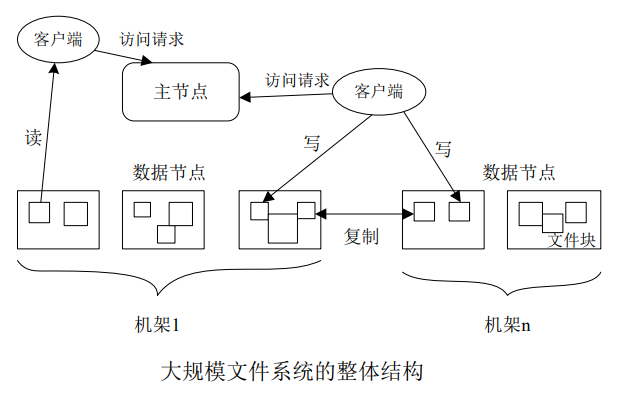 客户端
访问请求
主节点
访问请求
客户端
读
写
写
数据节点
数据节点
复制
文件块
机架1
机架n
大规模文件系统的整体结构